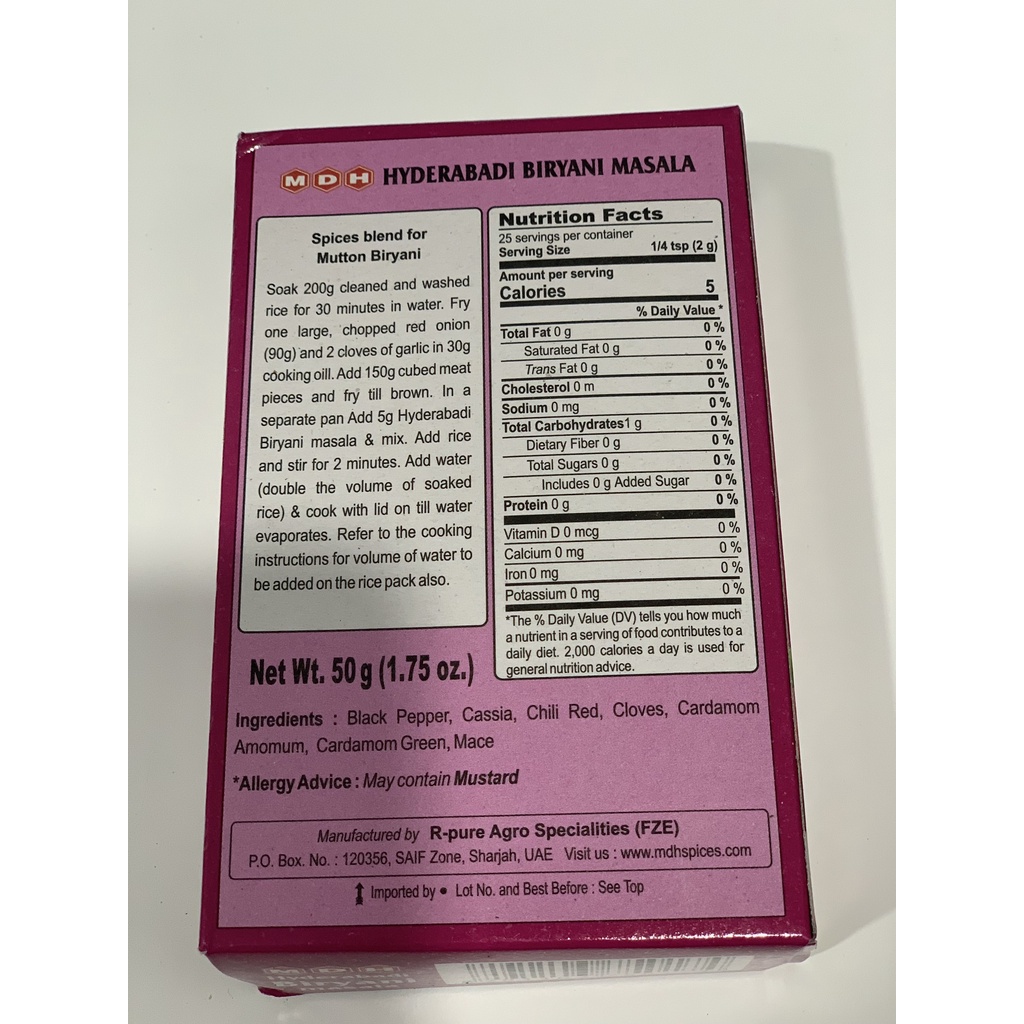 MDH HYDERABADI BIRYANI MASALA
Spices blend for
Mutton Biryani
Soak 200g cleaned and washed
rice for 30 minutes in water. Fry
one large, chopped red onion
(90g) and 2 cloves of garlic in 30g
cooking oill. Add 150g cubed meat
pieces and fry till brown. In a
separate pan Add 5g Hyderabadi
Biryani masala & mix. Add rice
and stir for 2 minutes. Add water
(double the volume of soaked
rice) & cook with lid on till water
evaporates. Refer to the cooking
instructions for volume of water to
be added on the rice pack also.
Nutrition Facts
25 servings per container
Serving Size 1/4 tsp (2 g)
Amount per serving
Calories 5
% Daily Value *
Total Fat 0 g 0 %
Saturated Fat 0 g 0 %
Trans Fat 0 g 0 %
Cholesterol 0 m 0 %
Sodium 0 mg 0 %
Total Carbohydrates1 g 0 %
Dietary Fiber 0 g 0 %
Total Sugars 0 g 0 %
Includes 0 g Added Sugar 0 %
Protein 0 g 0 %
Vitamin D 0 mcg 0 %
Calcium 0 mg 0 %
Iron 0 mg 0 %
Potassium 0 mg 0 %
*The % Daily Value (DV) tells you how much
a nutrient in a serving of food contributes to a
daily diet. 2,000 calories a day is used for
general nutrition advice.
Net Wt. 50 g (1.75 oz.)
Ingredients : Black Pepper, Cassia, Chili Red, Cloves, Cardamom
Amomum, Cardamom Green, Mace
*Allergy Advice : May contain Mustard
Manufactured by R-pure Agro Specialities (FZE)
P.O. Box. No. : 120356, SAIF Zone, Sharjah, UAE Visit us : www.mdhspices.com
Imported by • Lot No. and Best Before : See Top
MDH
Hyderabadi
Biryani